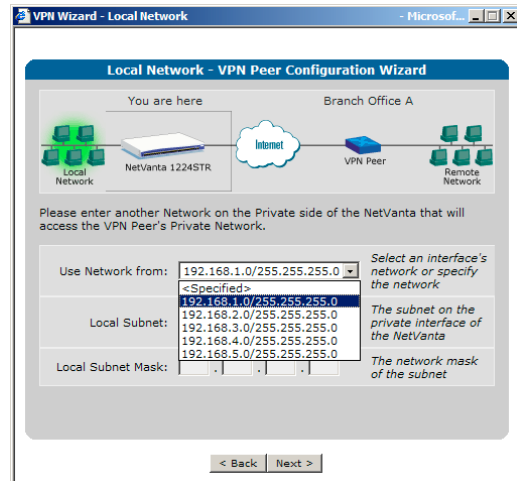 VPN Wizard - Local Network - Microsof...
Local Network - VPN Peer Configuration Wizard
You are here
Branch Office A
Local
Network
NetVanta 1224STR
Internet
VPN Peer
Remote
Network
Please enter another Network on the Private side of the NetVanta that will
access the VPN Peer's Private Network.
Use Network from:
192.168.1.0/255.255.255.0
Select an interface's
network or specify
the network
<Specified>
192.168.1.0/255.255.255.0
192.168.2.0/255.255.255.0
192.168.3.0/255.255.255.0
192.168.4.0/255.255.255.0
192.168.5.0/255.255.255.0
Local Subnet:
The subnet on the
private interface of
the NetVanta
Local Subnet Mask:
. . .
The network mask
of the subnet
< Back
Next >